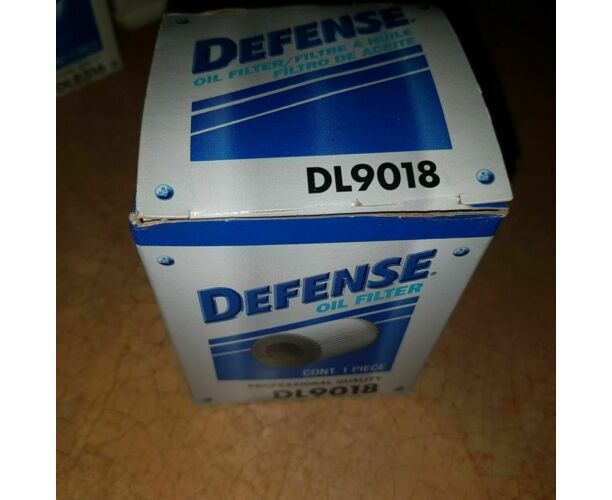 DEFENSE®
OIL FILTER/FILTRE À HUILE
FILTRO DE ACEITE
DL9018
DEFENSE®
OIL FILTER
CONT. 1 PIECE
PROFESSIONAL QUALITY
DL9018